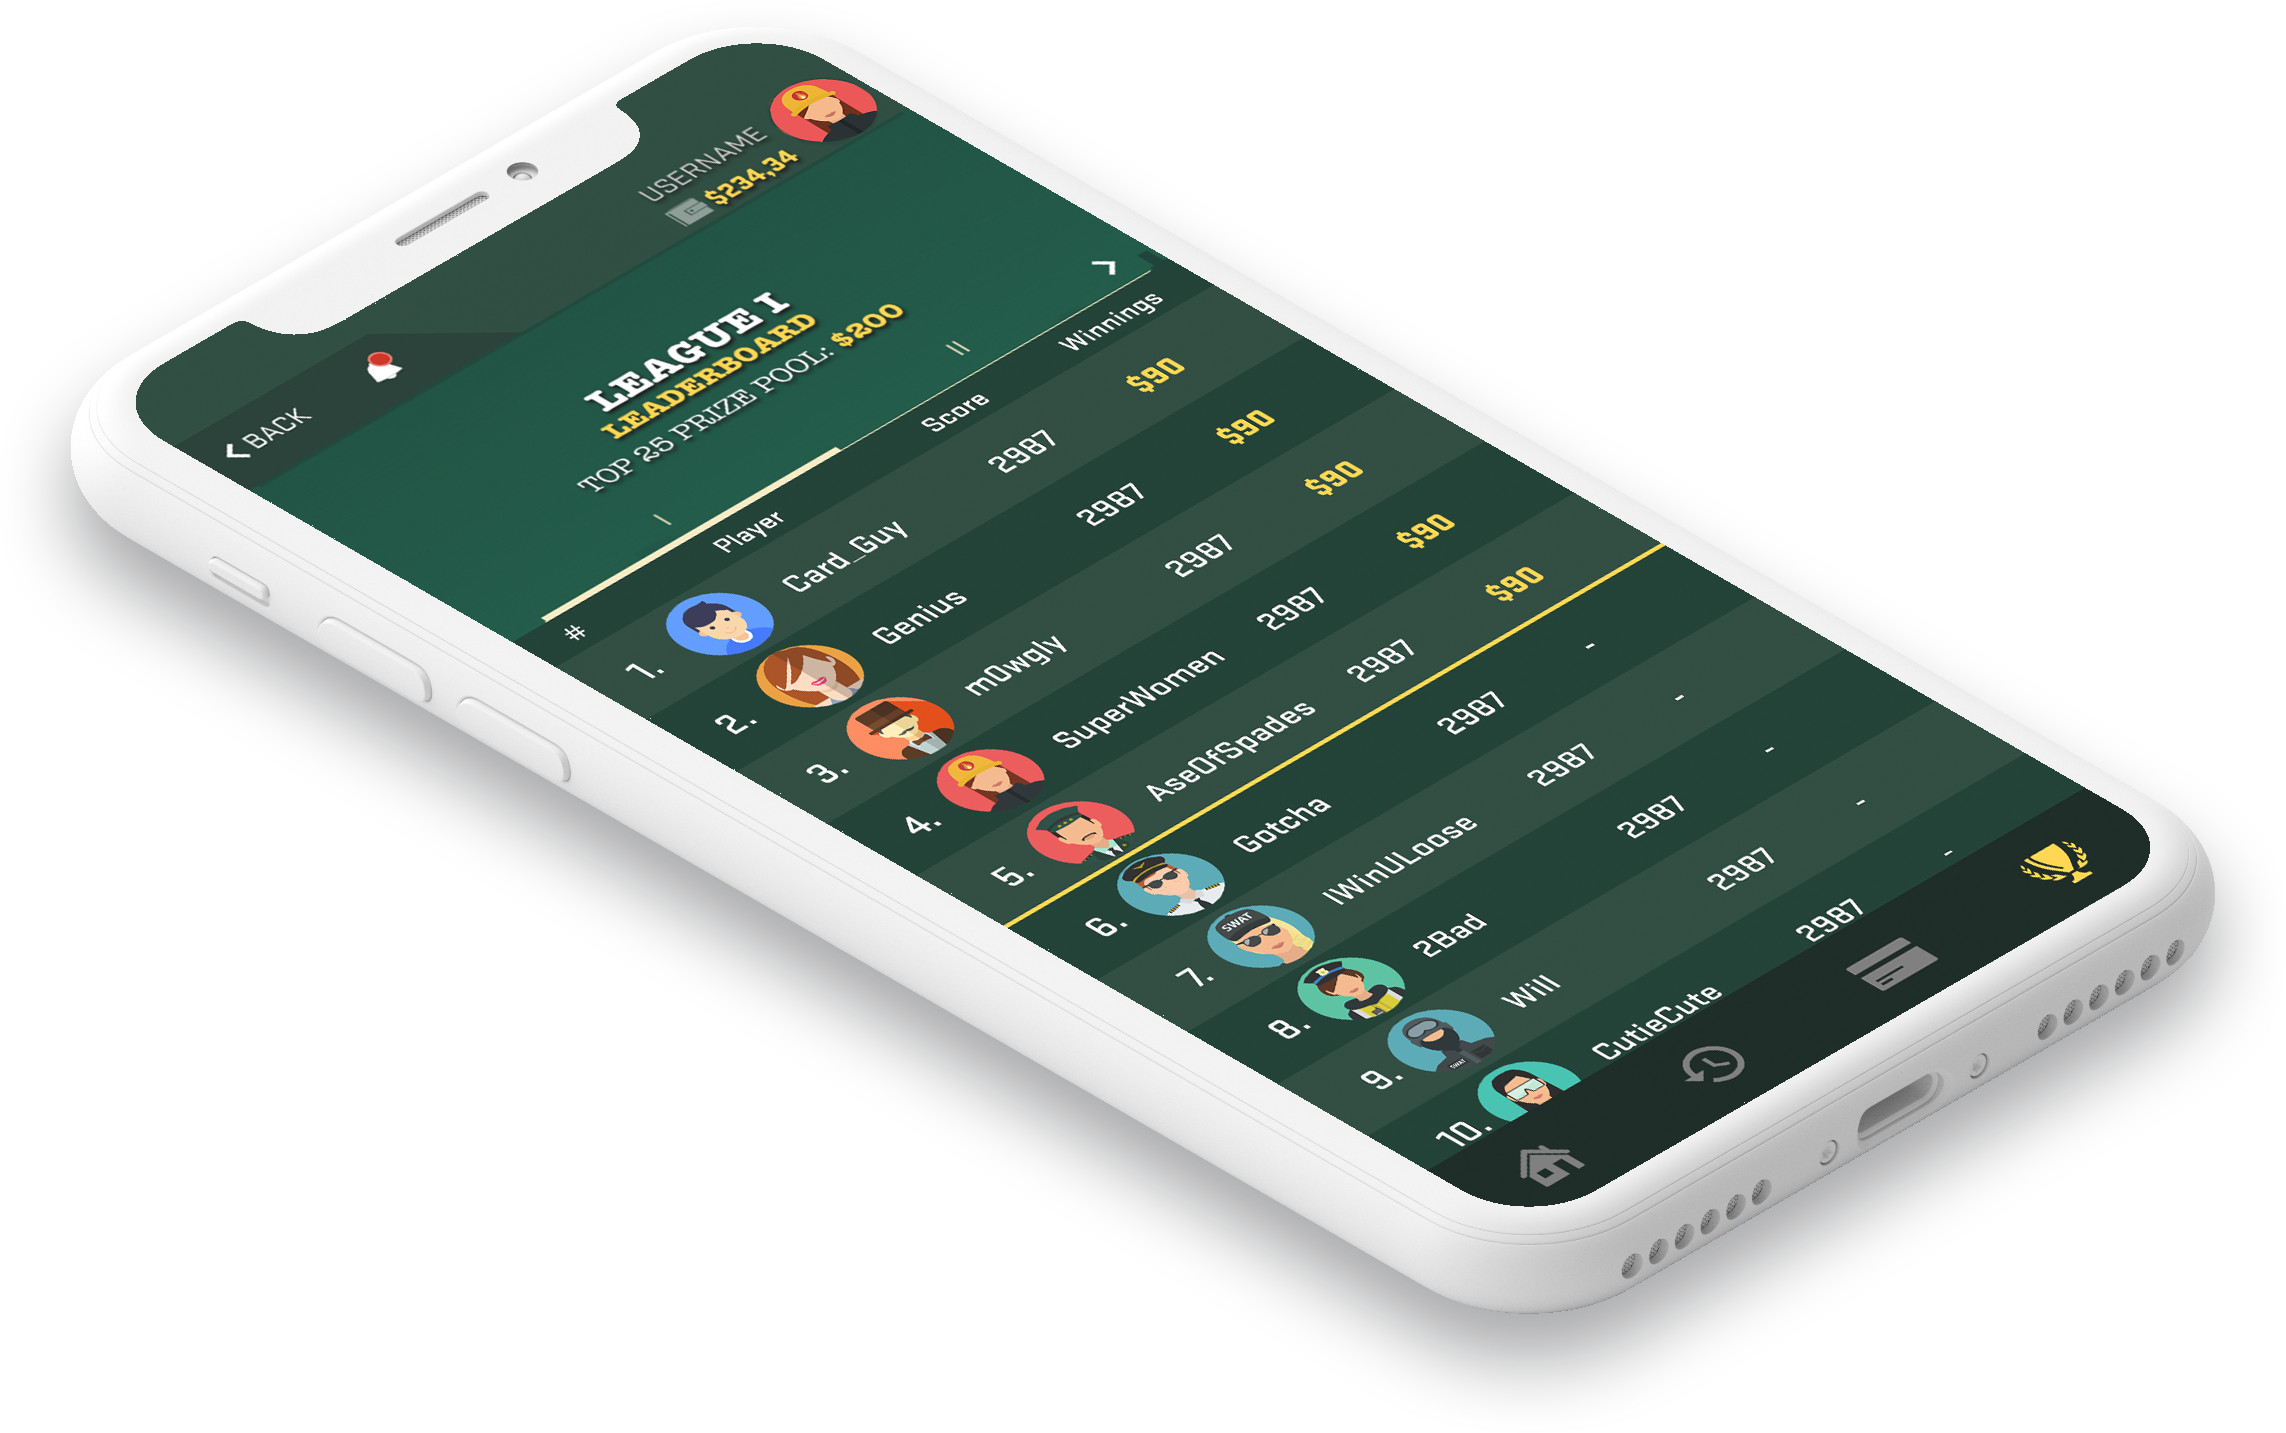 USERNAME
$234,34
BACK
LEAGUE I
LEADERBOARD
TOP 25 PRIZE POOL: $200
I II
# Player Score Winnings
1. Card_Guy 2987 $90
2. Genius 2987 $90
3. m0wgly 2987 $90
4. SuperWomen 2987 $90
5. AseOfSpades 2987 $90
6. Gotcha 2987 -
7. IWinULoose 2987 -
SWAT
8. 2Bad 2987 -
9. Will 2987 -
SWAT
10. CutieCute 2987 -